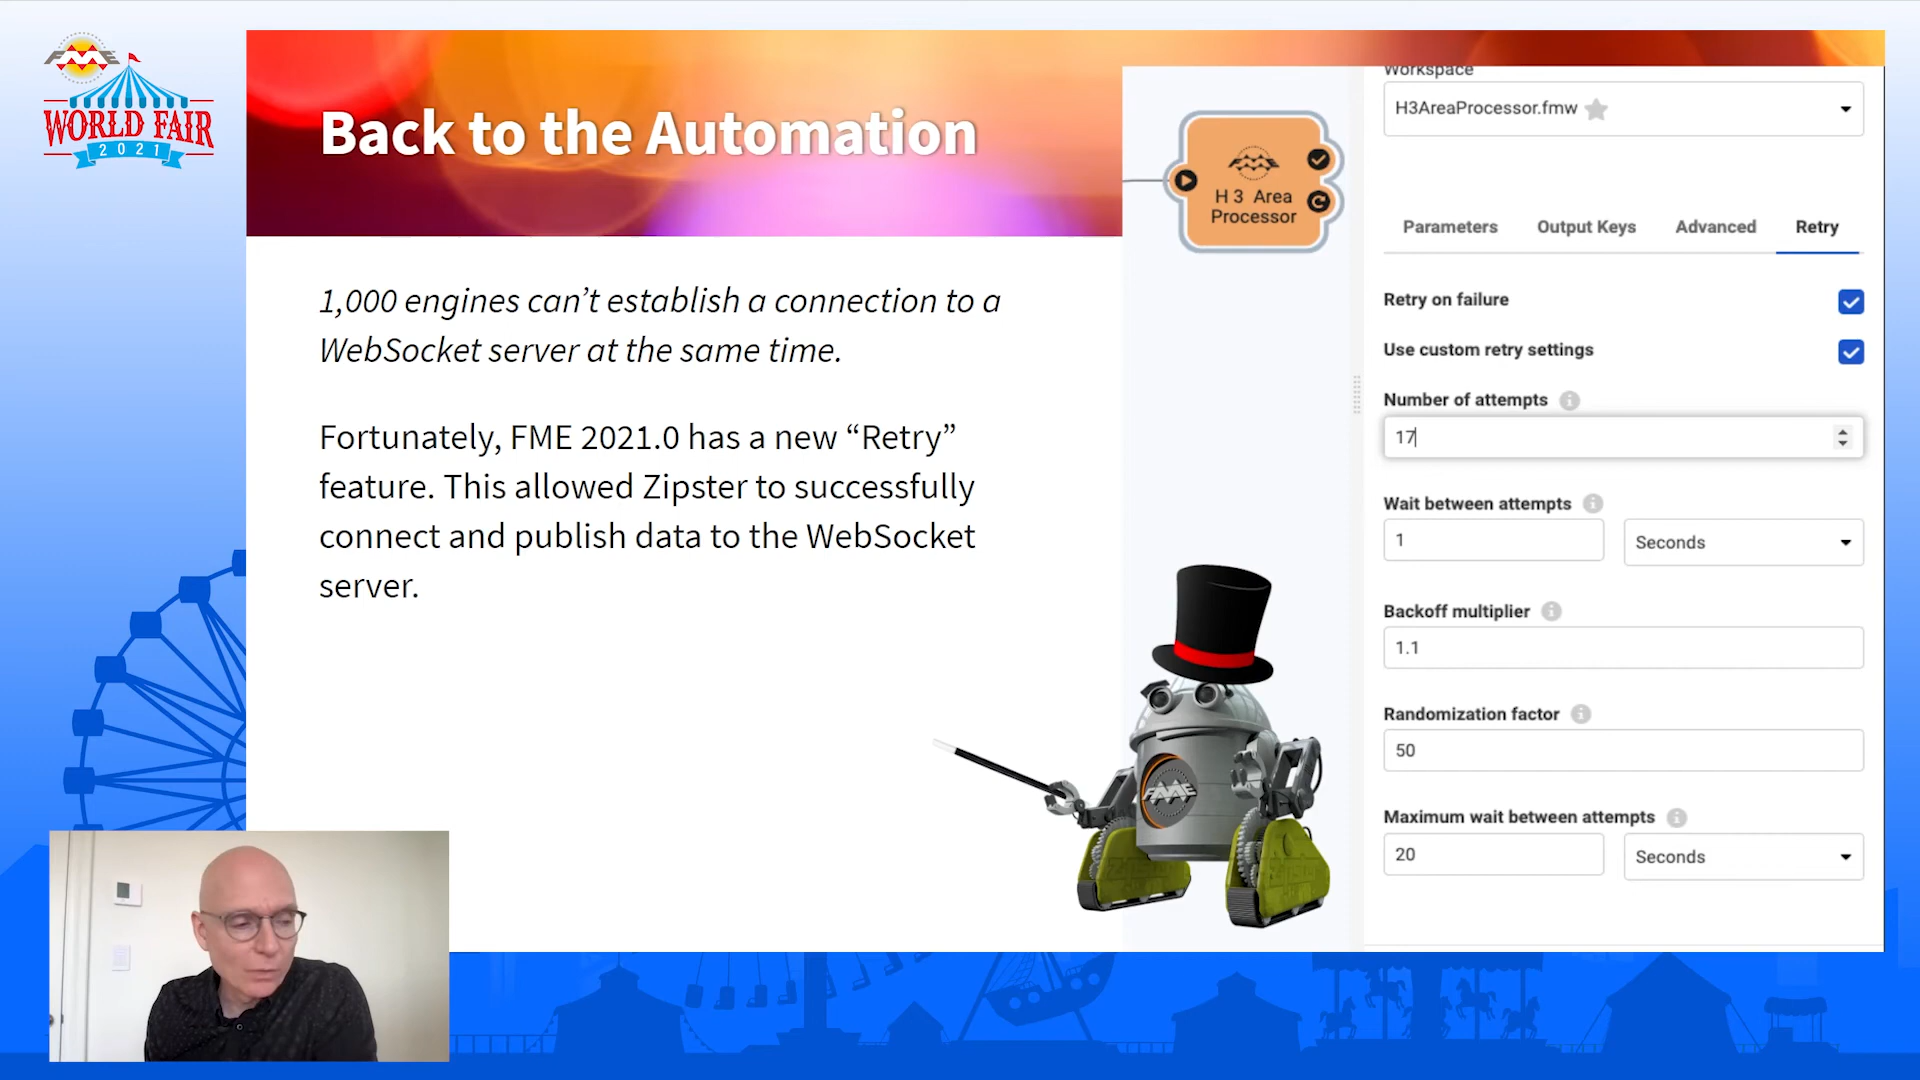 FME
WORLD FAIR
2021
Back to the Automation
1,000 engines can’t establish a connection to a
WebSocket server at the same time.
Fortunately, FME 2021.0 has a new “Retry”
feature. This allowed Zipster to successfully
connect and publish data to the WebSocket
server.
H 3 Area
Processor
FME
Workspace
H3AreaProcessor.fmw
Parameters Output Keys Advanced Retry
Retry on failure
Use custom retry settings
Number of attempts
17
Wait between attempts
1 Seconds
Backoff multiplier
1.1
Randomization factor
50
Maximum wait between attempts
20 Seconds